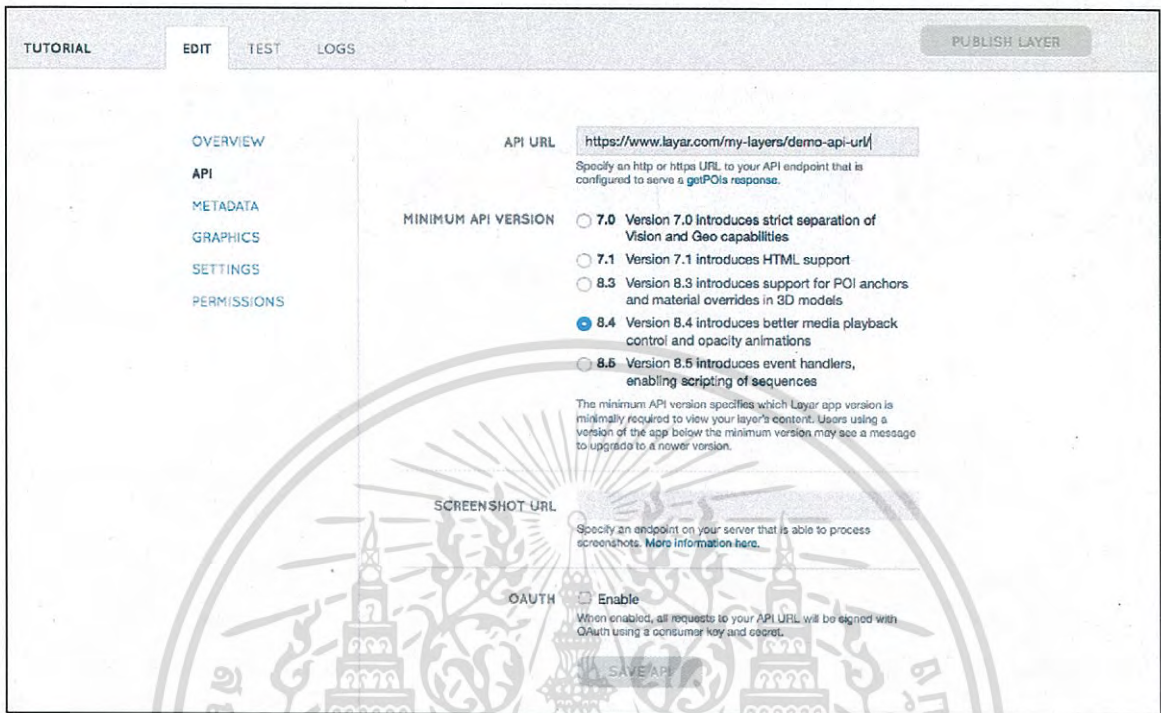 TUTORIAL
EDIT
TEST
LOGS
PUBLISH LAYER
OVERVIEW
API
METADATA
GRAPHICS
SETTINGS
PERMISSIONS
API URL
https://www.layar.com/my-layers/demo-api-url/
Specify an http or https URL to your API endpoint that is
configured to serve a getPOIs response.
MINIMUM API VERSION
7.0 Version 7.0 introduces strict separation of
Vision and Geo capabilities
7.1 Version 7.1 introduces HTML support
8.3 Version 8.3 introduces support for POI anchors
and material overrides in 3D models
8.4 Version 8.4 introduces better media playback
control and opacity animations
8.5 Version 8.5 introduces event handlers,
enabling scripting of sequences
The minimum API version specifies which Layar app version is
minimally required to view your layer's content. Users using a
version of the app below the minimum version may see a message
to upgrade to a newer version.
SCREENSHOT URL
Specify an endpoint on your server that is able to process
screenshots. More information here.
OAUTH
Enable
When enabled, all requests to your API URL will be signed with
OAuth using a consumer key and secret.
SAVE API